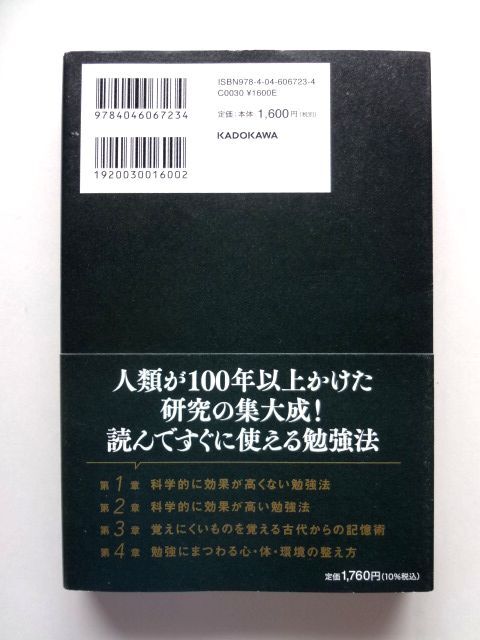 ISBN978-4-04-606723-4
C0030 ¥1600E
9784046067234
定価:本体 1,600円(税別)
KADOKAWA
1920030016002
人類が100年以上かけた
研究の集大成!
読んですぐに使える勉強法
第1章 科学的に効果が高くない勉強法
第2章 科学的に効果が高い勉強法
第3章 覚えにくいものを覚える古代からの記憶術
第4章 勉強にまつわる心・体・環境の整え方
定価1,760円(10%税込)